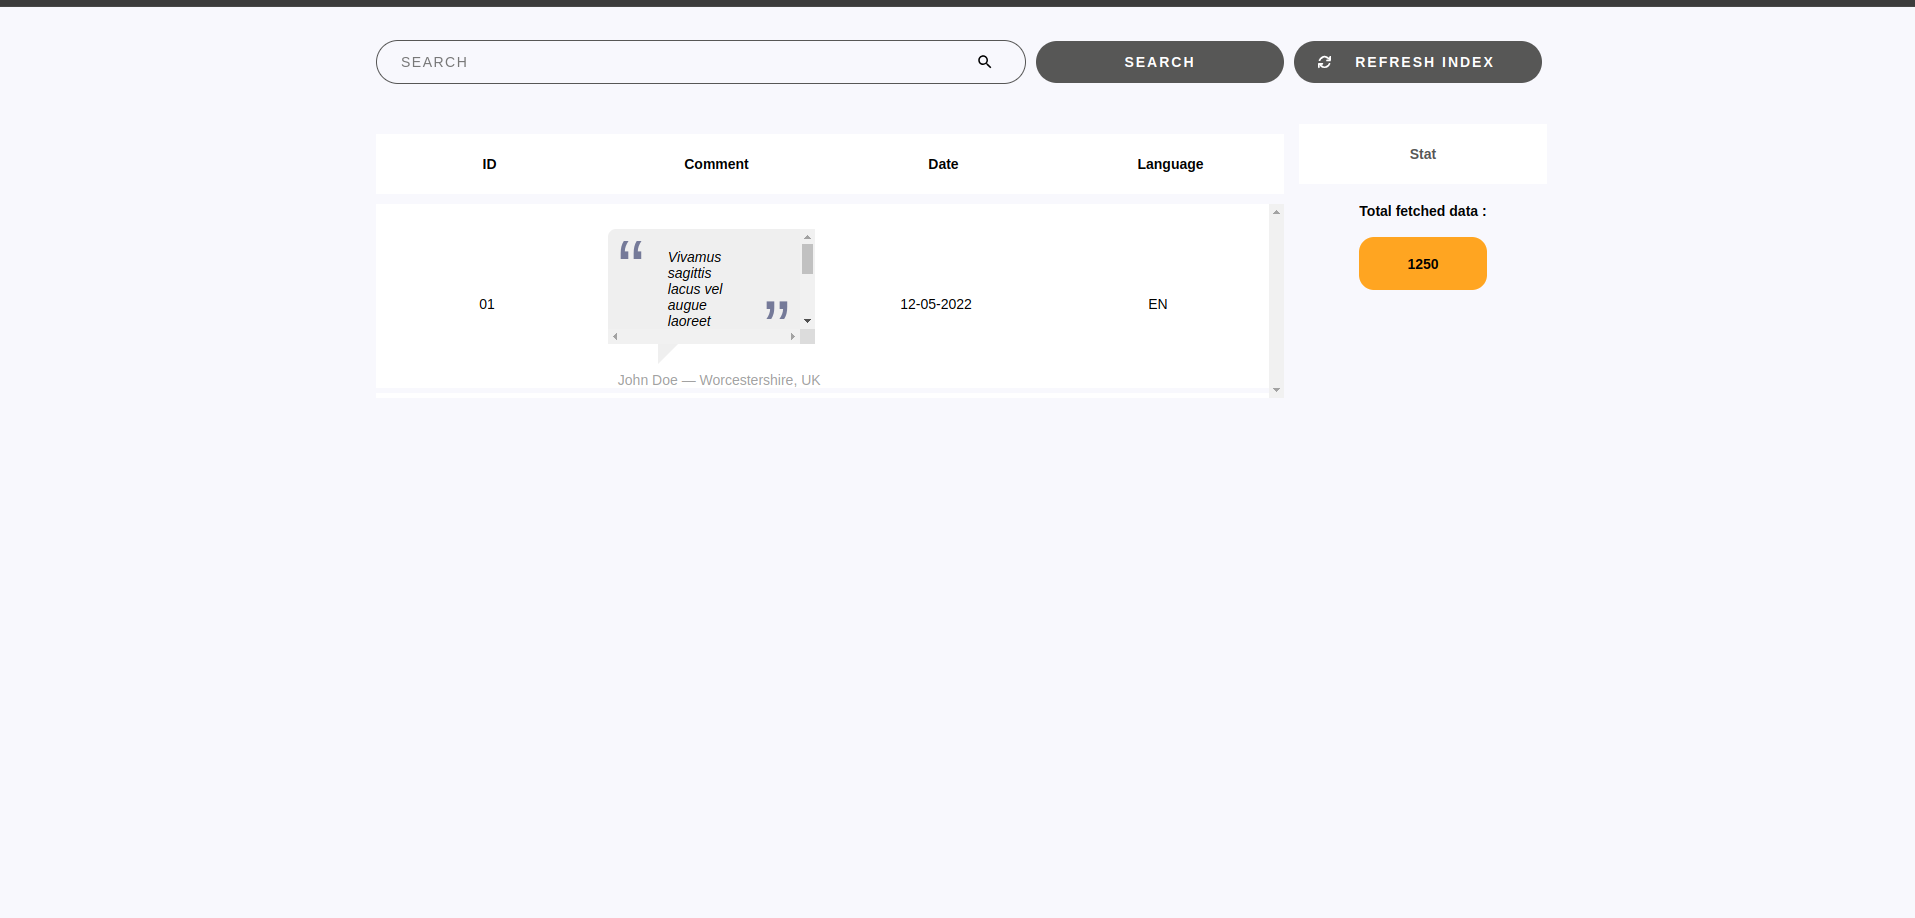 SEARCH
SEARCH
REFRESH INDEX
ID
Comment
Date
Language
Stat
Total fetched data :
1250
01
“
Vivamus
sagittis
lacus vel
augue
laoreet
”
12-05-2022
EN
John Doe — Worcestershire, UK